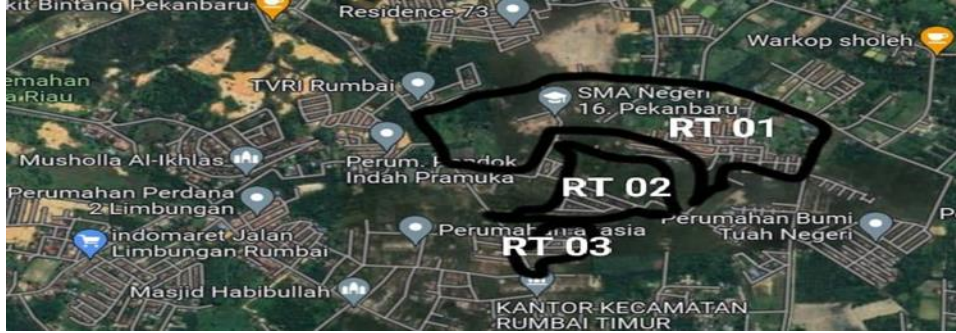 kit Bintang Pekanbaru
Residence 73
Warkop sholeh
emahan
a Riau
TVRI Rumbai
SMA Negeri
16. Pekanbaru
RT 01
Musholla Al-Ikhlas
Perum.
Indah Pramuka
RT 02
Perumahan Perdana
2 Limbungan
Perumahan Bumi
Tuah Negeri
P
indomaret Jalan
Limbungan Rumbai
asia
RT 03
Masjid Habibullah
KANTOR KECAMATAN
RUMBAI TIMUR